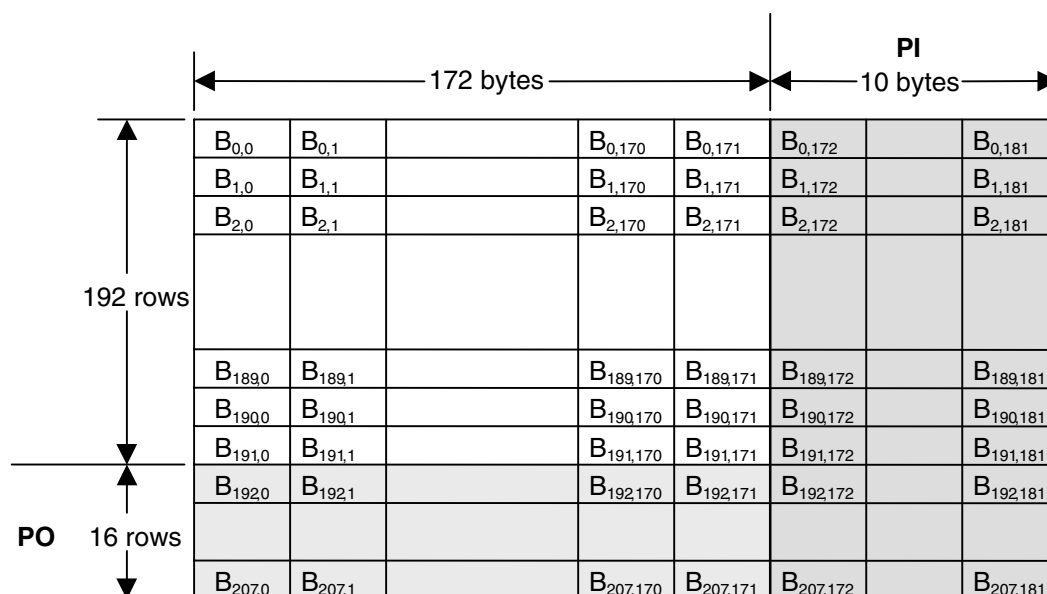 PI
172 bytes 10 bytes
B0,0 B0,1 B0,170 B0,171 B0,172 B0,181
B1,0 B1,1 B1,170 B1,171 B1,172 B1,181
B2,0 B2,1 B2,170 B2,171 B2,172 B2,181
192 rows
B189,0 B189,1 B189,170 B189,171 B189,172 B189,181
B190,0 B190,1 B190,170 B190,171 B190,172 B190,181
B191,0 B191,1 B191,170 B191,171 B191,172 B191,181
B192,0 B192,1 B192,170 B192,171 B192,172 B192,181
PO 16 rows
B207,0 B207,1 B207,170 B207,171 B207,172 B207,181